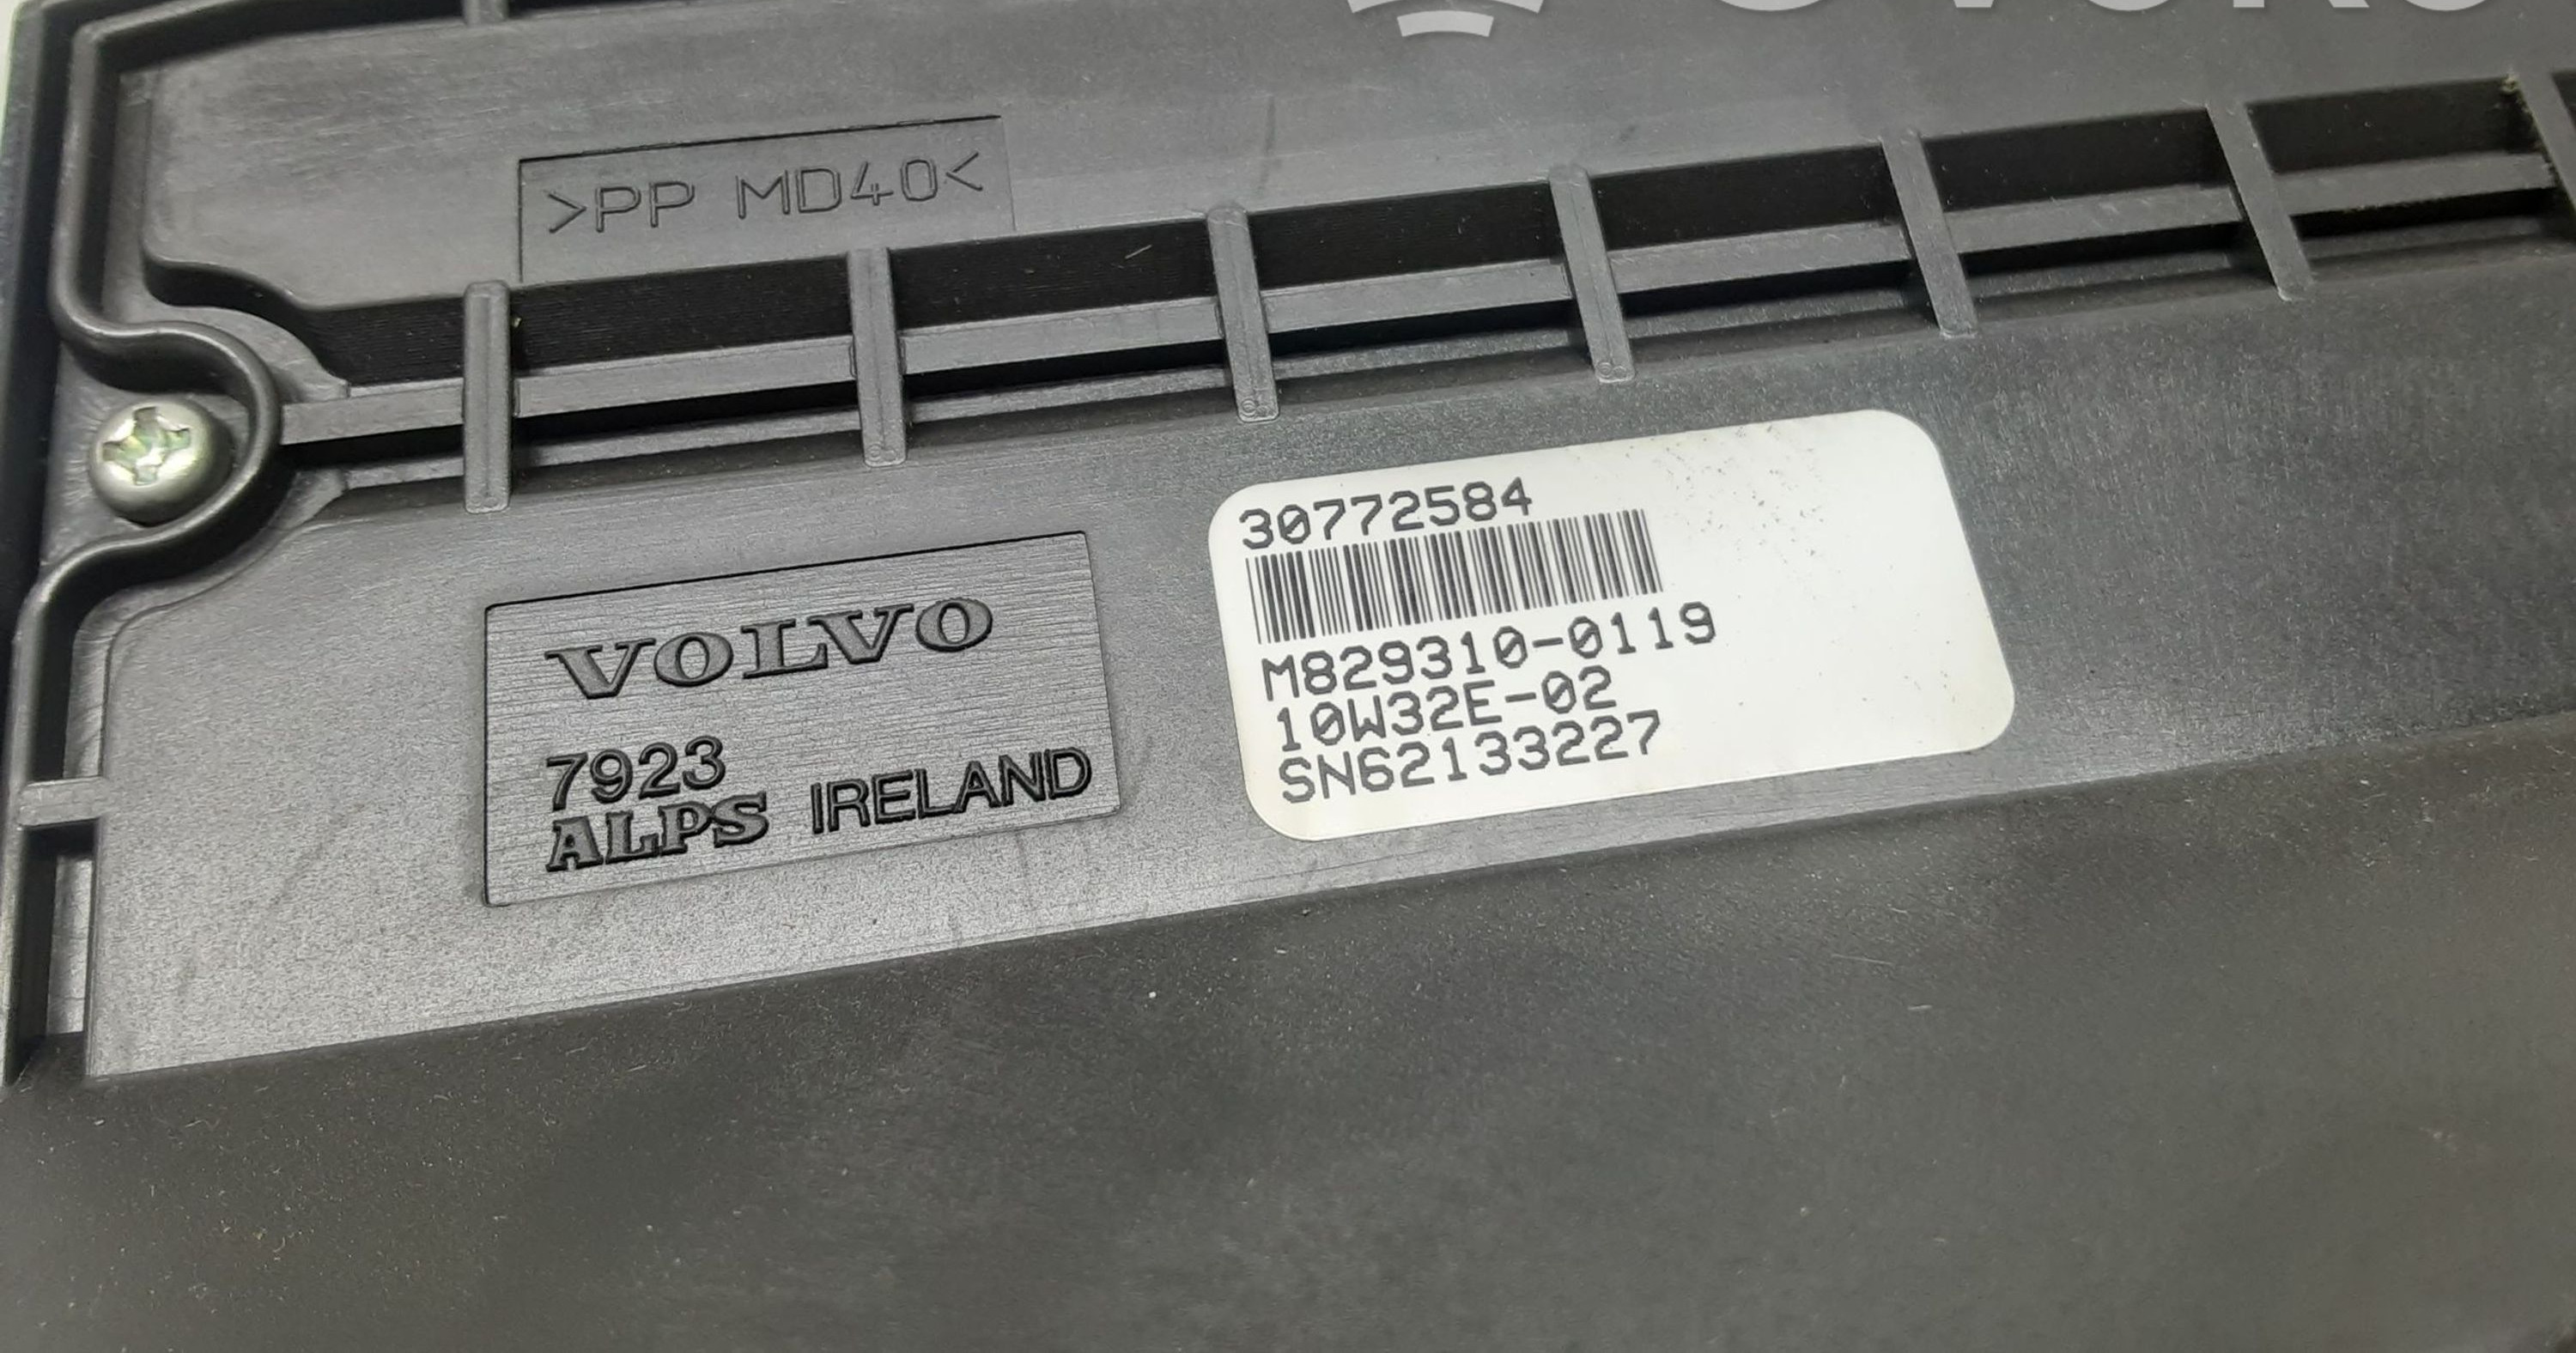 >PP MD40<
VOLVO
7923
ALPS IRELAND
30772584
M829310-0119
10W32E-02
SN62133227